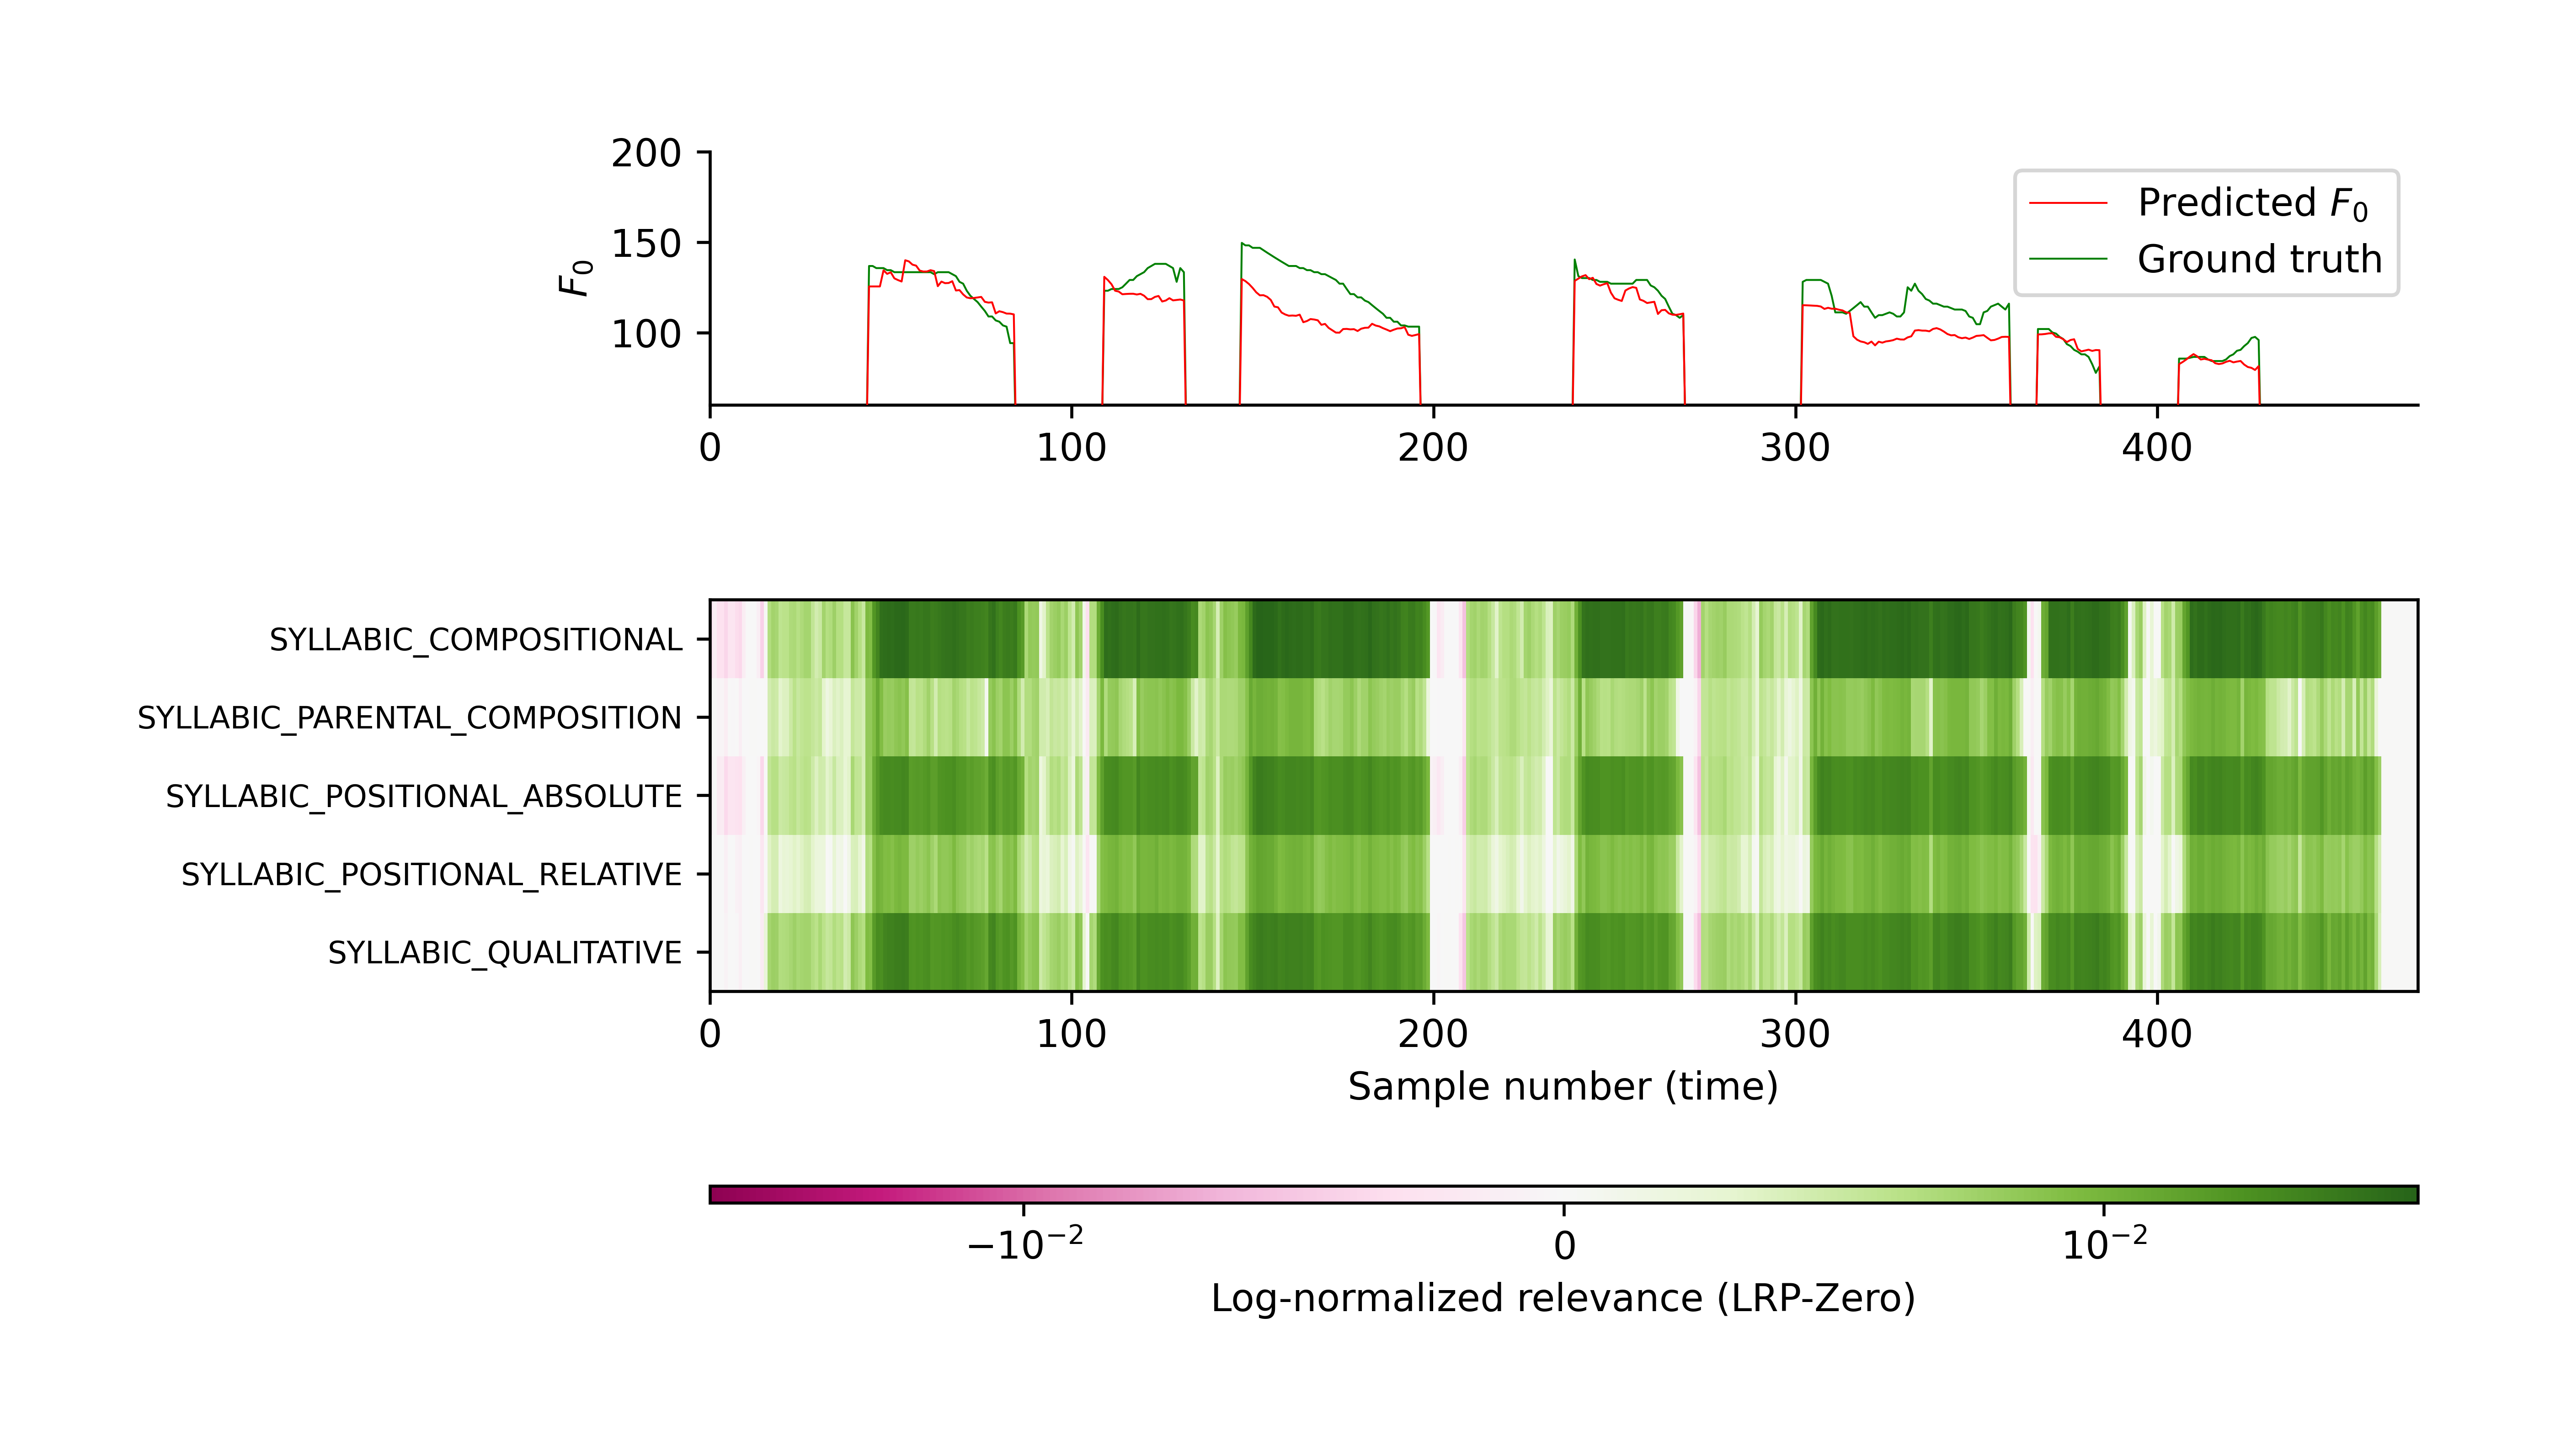 200
150
100
F₀
Predicted F₀
Ground truth
0 100 200 300 400
SYLLABIC_COMPOSITIONAL
SYLLABIC_PARENTAL_COMPOSITION
SYLLABIC_POSITIONAL_ABSOLUTE
SYLLABIC_POSITIONAL_RELATIVE
SYLLABIC_QUALITATIVE
0 100 200 300 400
Sample number (time)
−10⁻² 0 10⁻²
Log-normalized relevance (LRP-Zero)